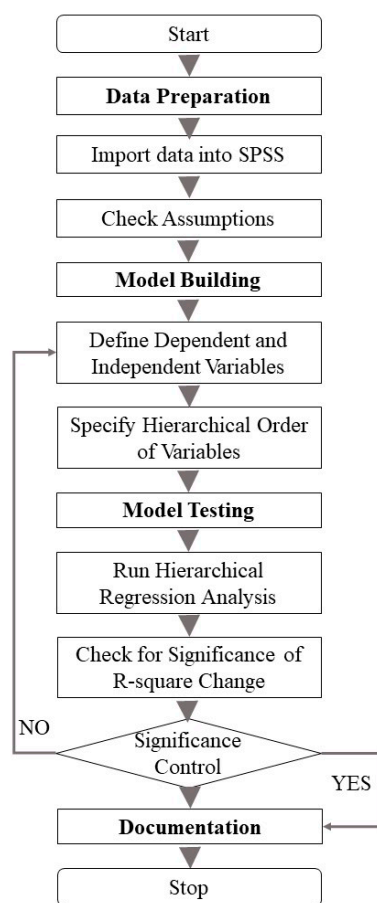 Start
Data Preparation
Import data into SPSS
Check Assumptions
Model Building
Define Dependent and
Independent Variables
Specify Hierarchical Order
of Variables
Model Testing
Run Hierarchical
Regression Analysis
Check for Significance of
R-square Change
NO
Significance
Control
YES
Documentation
Stop